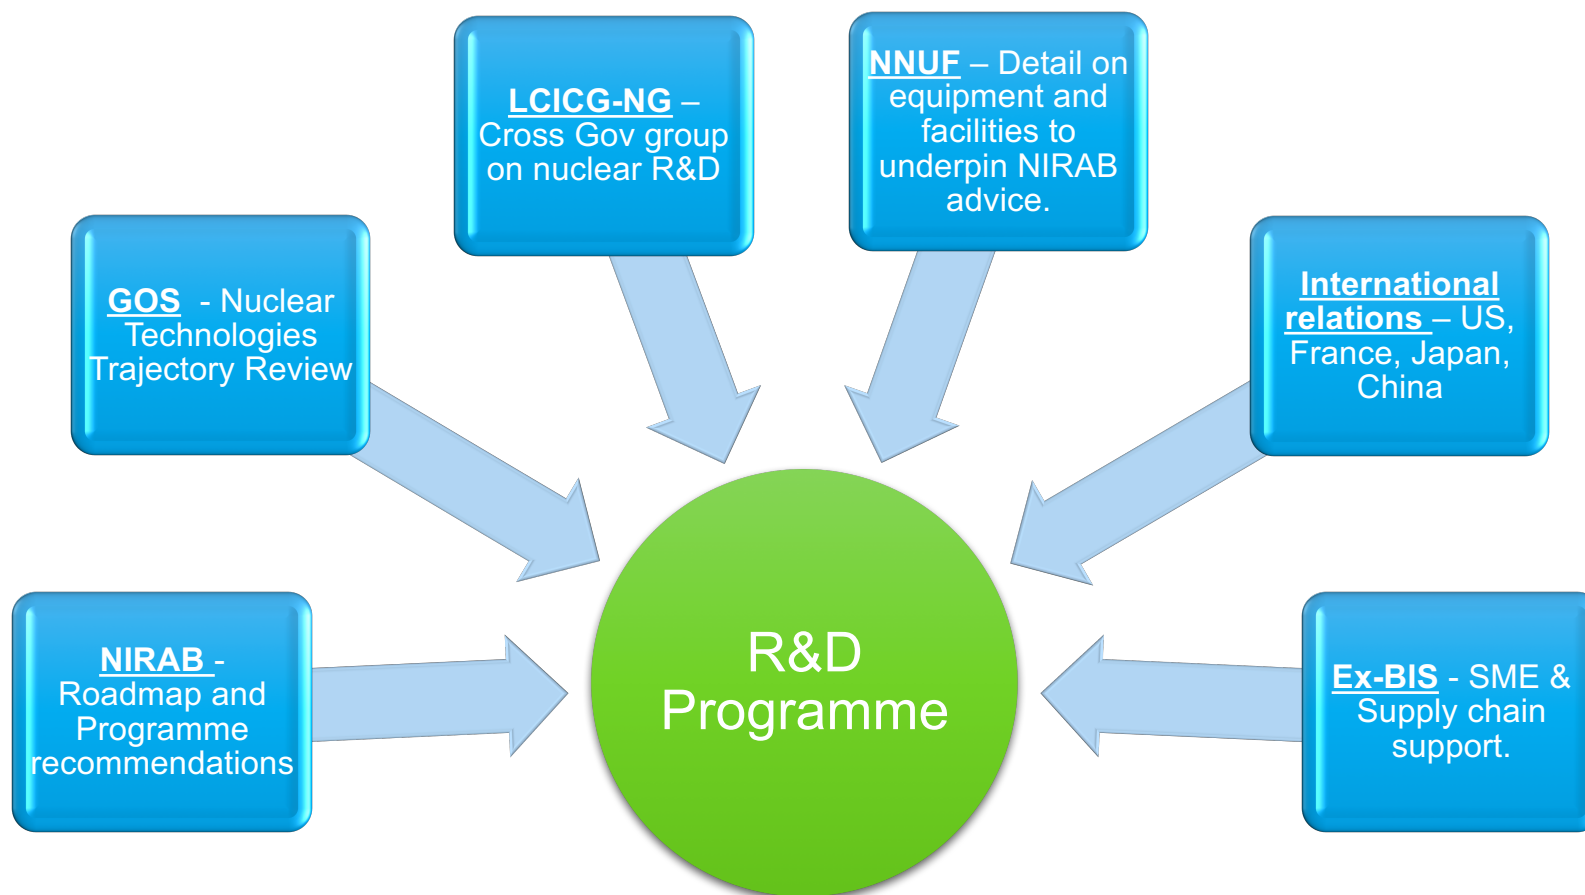 LCICG-NG –
Cross Gov group
on nuclear R&D
NNUF – Detail on
equipment and
facilities to
underpin NIRAB
advice.
GOS - Nuclear
Technologies
Trajectory Review
International
relations – US,
France, Japan,
China
NIRAB -
Roadmap and
Programme
recommendations
R&D
Programme
Ex-BIS - SME &
Supply chain
support.